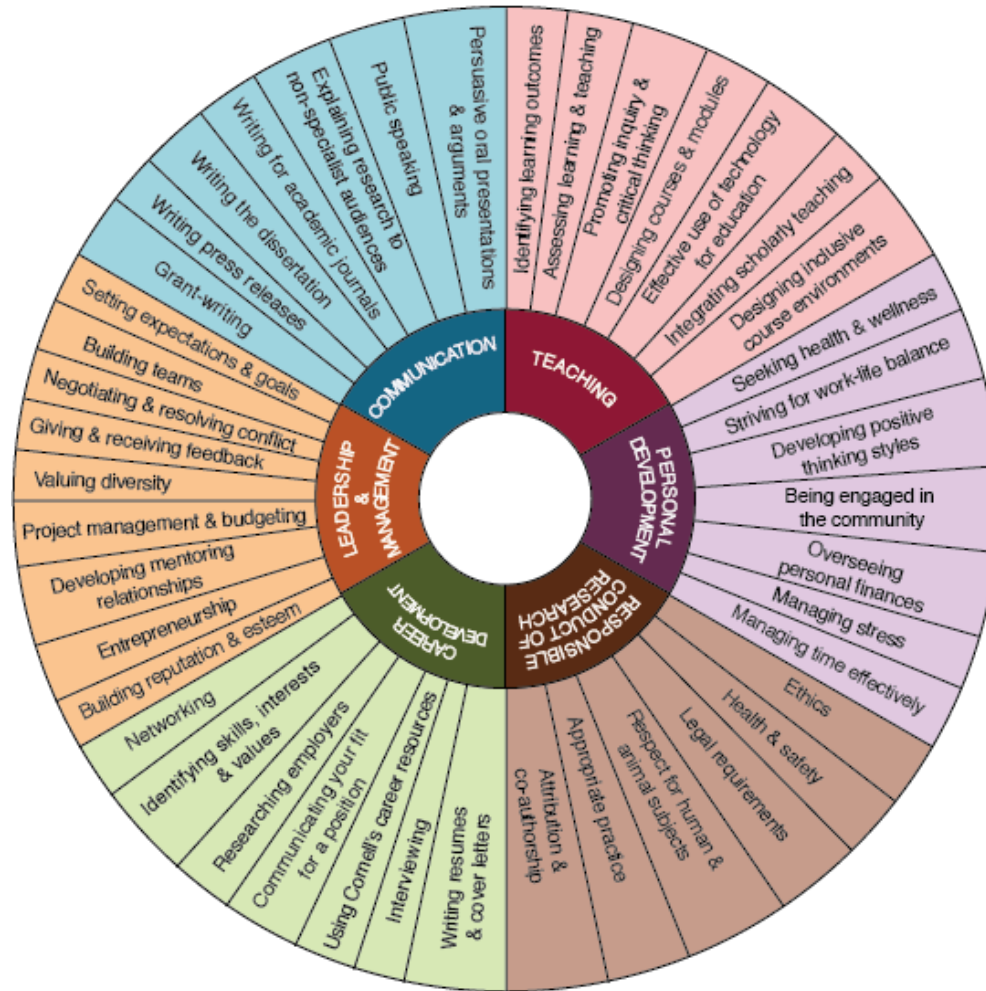 TEACHING
Identifying learning outcomes
Assessing learning & teaching
Promoting inquiry &
critical thinking
Designing courses & modules
Effective use of technology
for education
Integrating scholarly teaching
Designing inclusive
course environments
PERSONAL
DEVELOPMENT
Seeking health & wellness
Striving for work-life balance
Developing positive
thinking styles
Being engaged in
the community
Overseeing
personal finances
Managing stress
Managing time effectively
RESPONSIBLE
CONDUCT OF
RESEARCH
Ethics
Health & safety
Legal requirements
Respect for human &
animal subjects
Appropriate practice
Attribution &
co-authorship
CAREER
DEVELOPMENT
Writing resumes
& cover letters
Interviewing
Using Cornell's career resources
Communicating your fit
for a position
Researching employers
Identifying skills, interests
& values
Networking
LEADERSHIP
&
MANAGEMENT
Building reputation & esteem
Entrepreneurship
Developing mentoring
relationships
Project management & budgeting
Valuing diversity
Giving & receiving feedback
Negotiating & resolving conflict
Building teams
Setting expectations & goals
COMMUNICATION
Grant-writing
Writing press releases
Writing the dissertation
Writing for academic journals
Explaining research to
non-specialist audiences
Public speaking
Persuasive oral presentations
& arguments